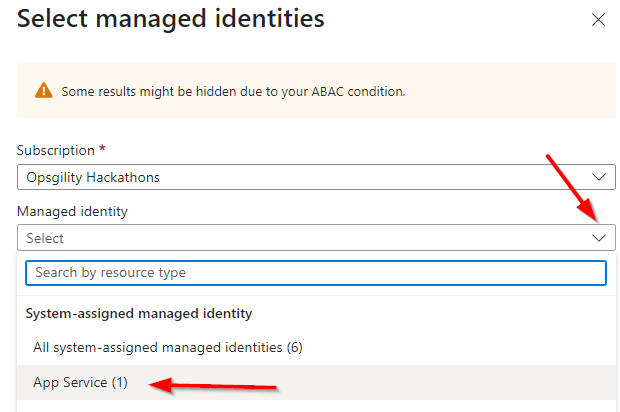 Select managed identities
Some results might be hidden due to your ABAC condition.
Subscription *
Opsgility Hackathons
Managed identity
Select
Search by resource type
System-assigned managed identity
All system-assigned managed identities (6)
App Service (1)